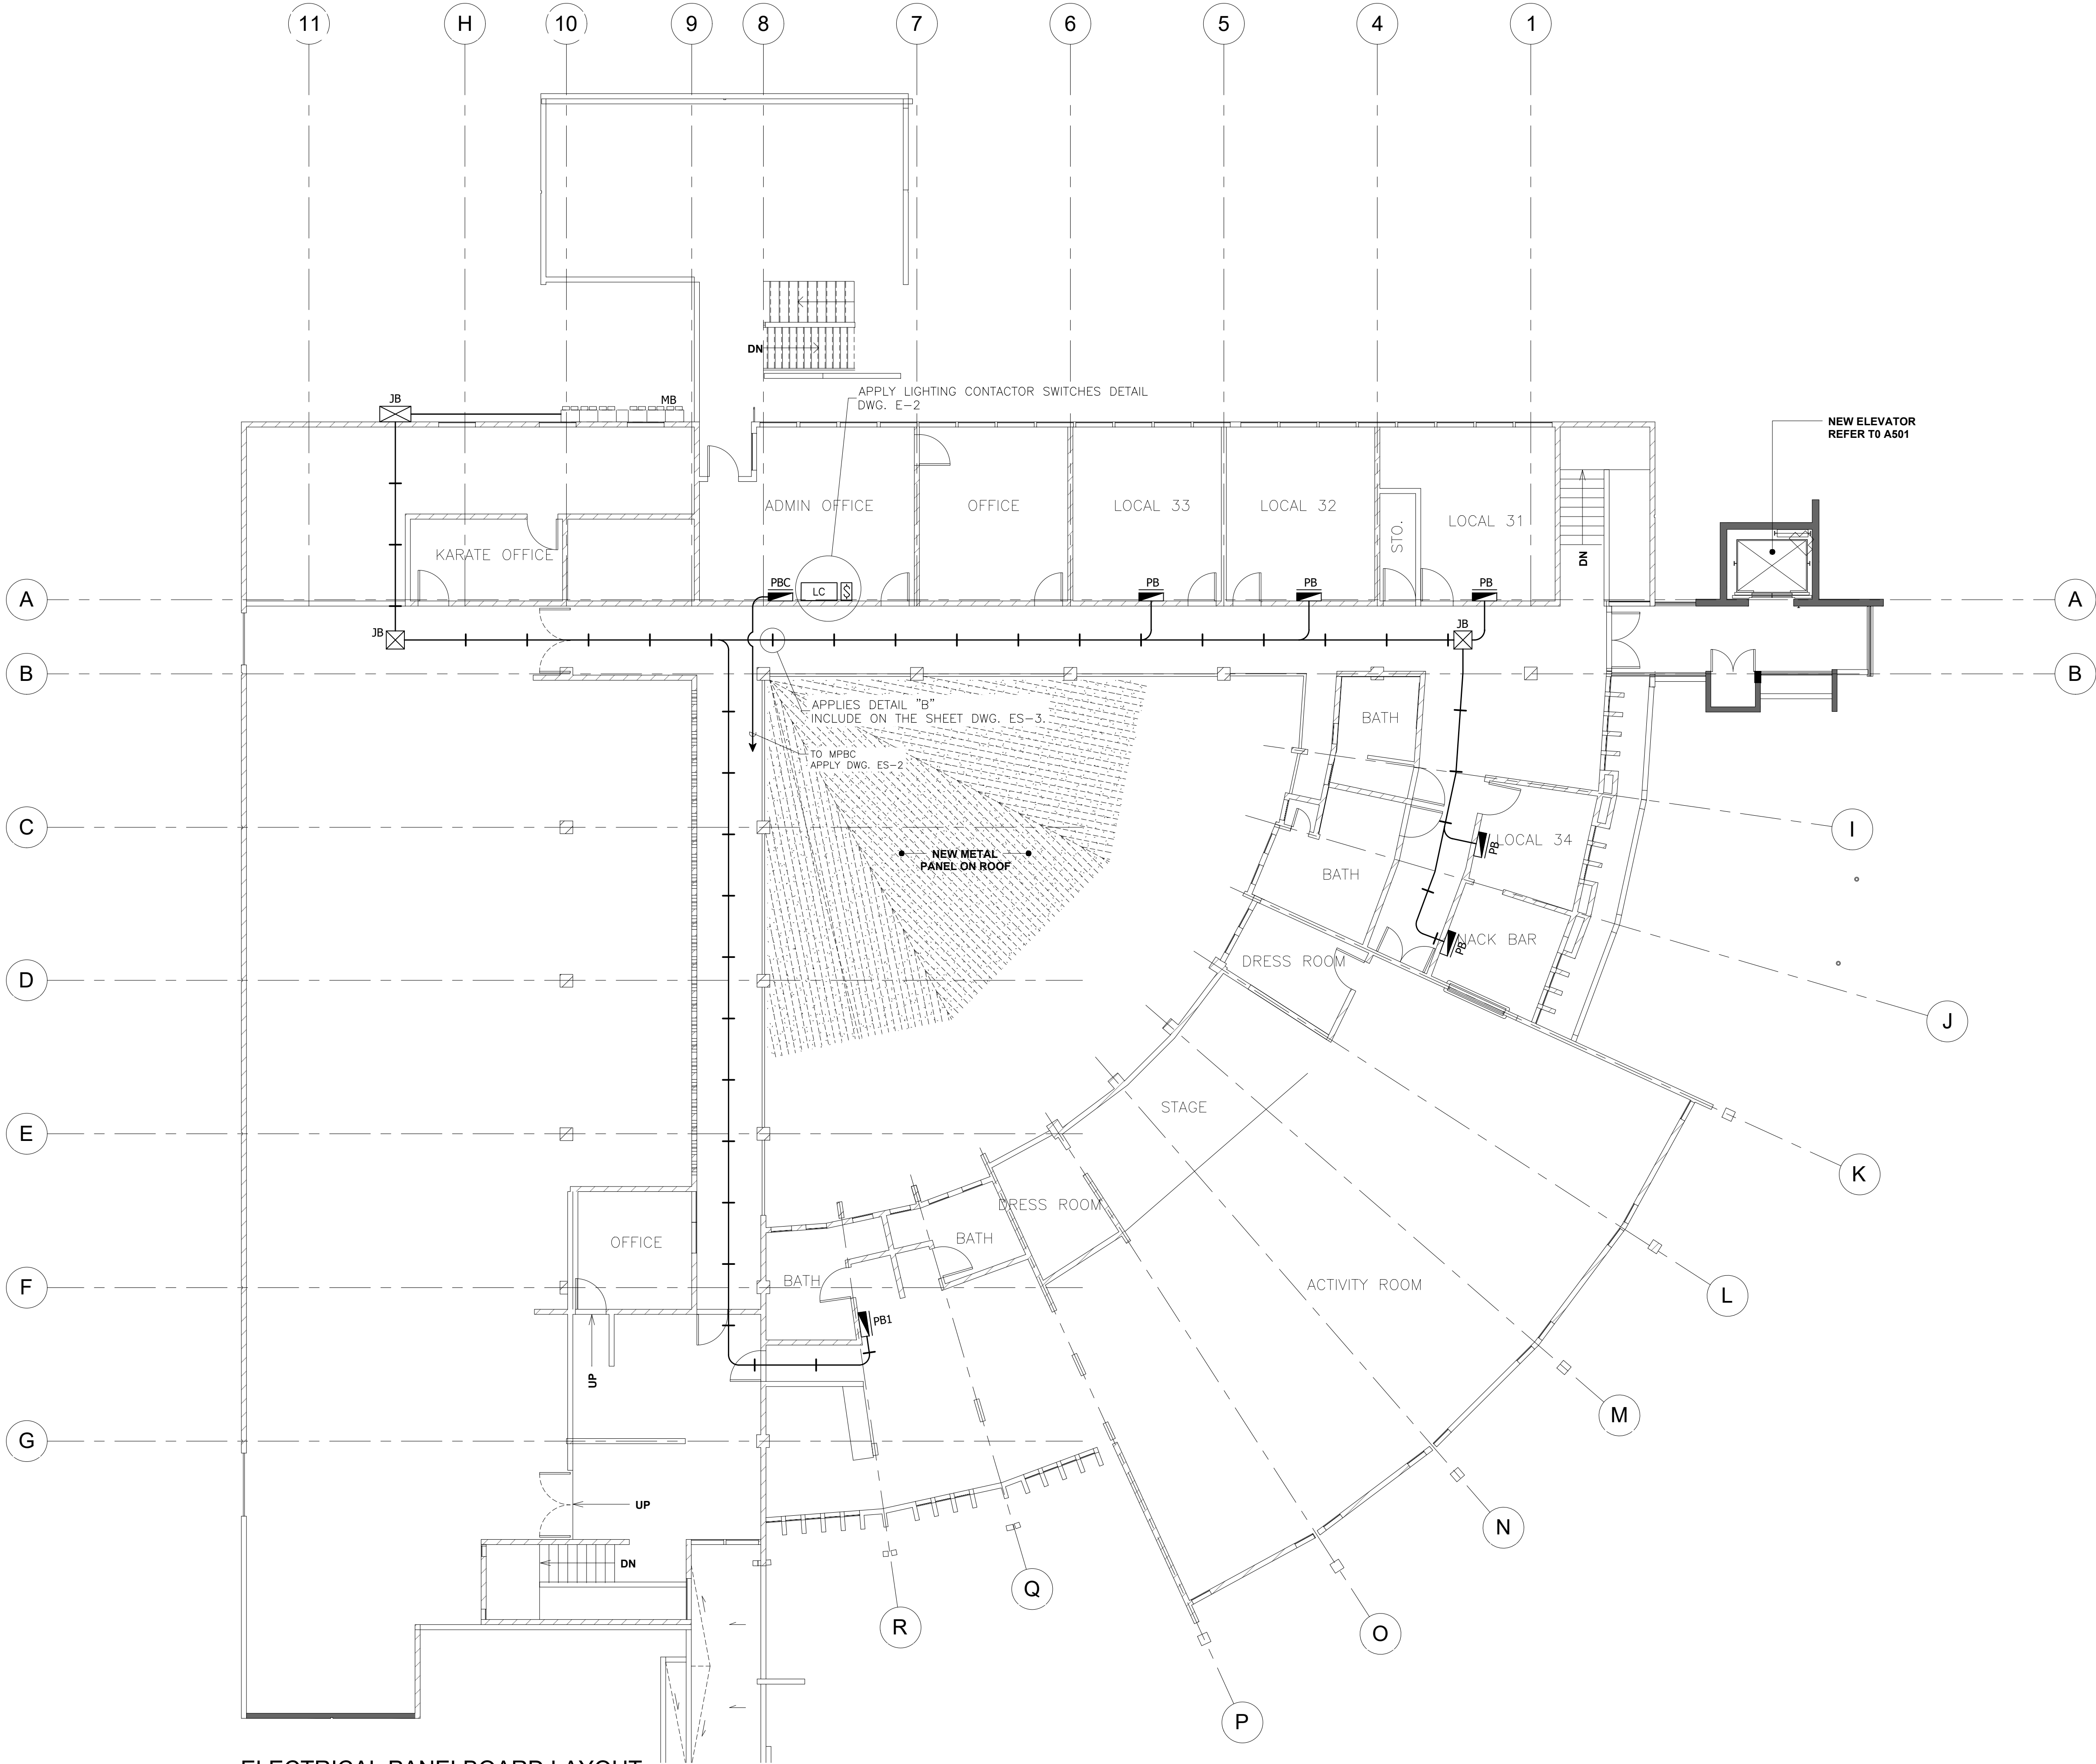 11
H
10
9
8
7
6
5
4
1
DN
APPLY LIGHTING CONTACTOR SWITCHES DETAIL
DWG. E-2
JB
MB
NEW ELEVATOR
REFER T0 A501
ADMIN OFFICE
OFFICE
LOCAL 33
LOCAL 32
STO.
LOCAL 31
KARATE OFFICE
DN
PBC
LC
$
PB
PB
PB
A
A
JB
JB
B
B
APPLIES DETAIL "B"
INCLUDE ON THE SHEET DWG. ES-3.
BATH
TO MPBC
APPLY DWG. ES-2
C
I
NEW METAL
PANEL ON ROOF
PB
LOCAL 34
BATH
PB
NACK BAR
DRESS ROOM
D
J
STAGE
E
K
DRESS ROOM
OFFICE
BATH
L
BATH
ACTIVITY ROOM
F
PB1
UP
M
G
UP
N
DN
Q
R
O
P
ELECTRICAL PANELBOARD LAYOUT